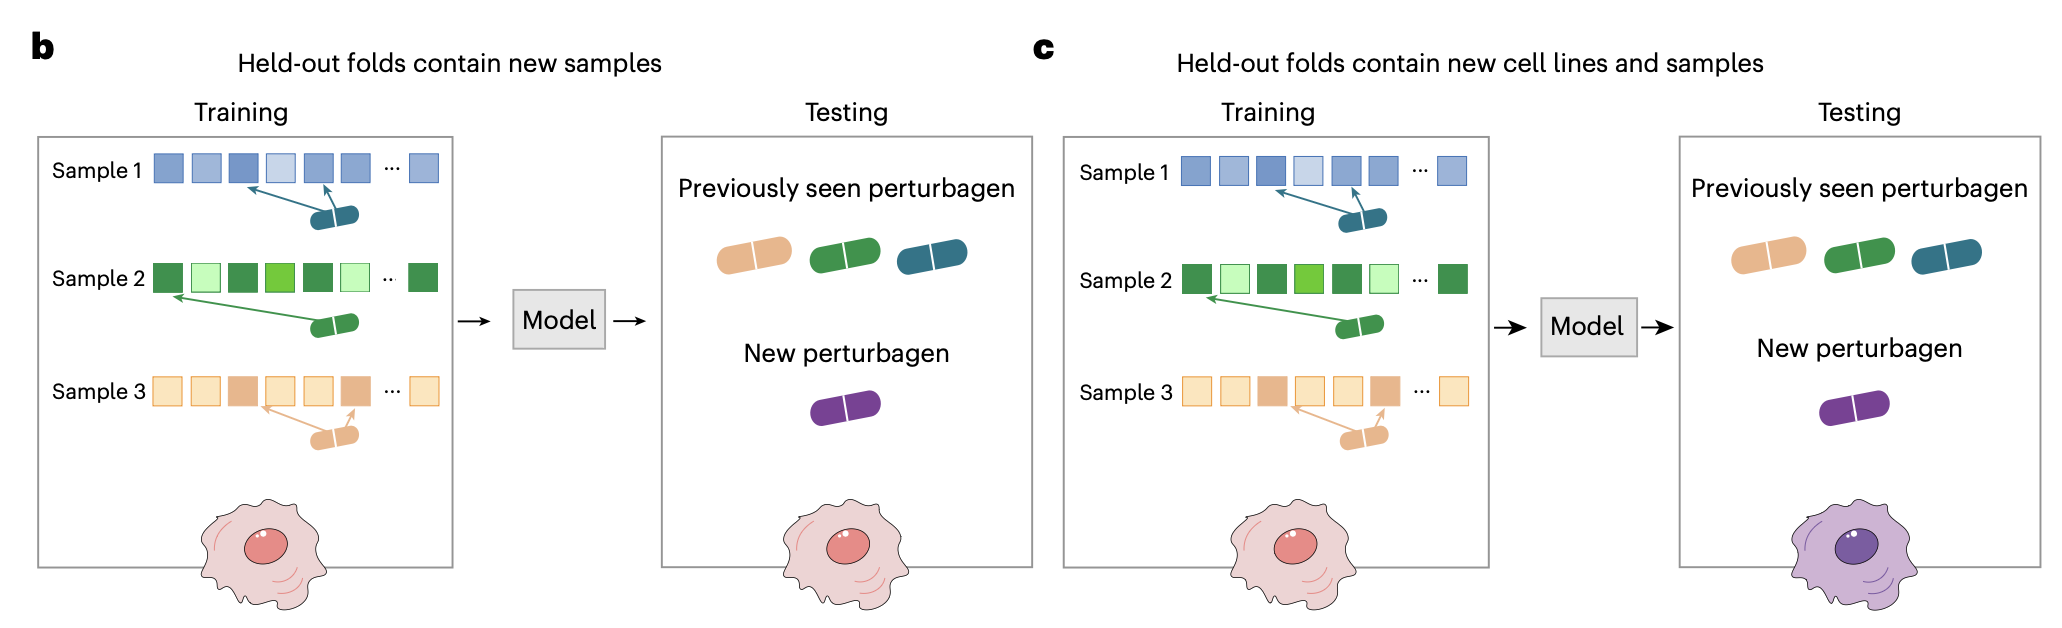 b
Held-out folds contain new samples
Training
Testing
Sample 1
...
Sample 2
...
Sample 3
...
Model
Previously seen perturbagen
New perturbagen
c
Held-out folds contain new cell lines and samples
Training
Testing
Sample 1
...
Sample 2
...
Sample 3
...
Model
Previously seen perturbagen
New perturbagen